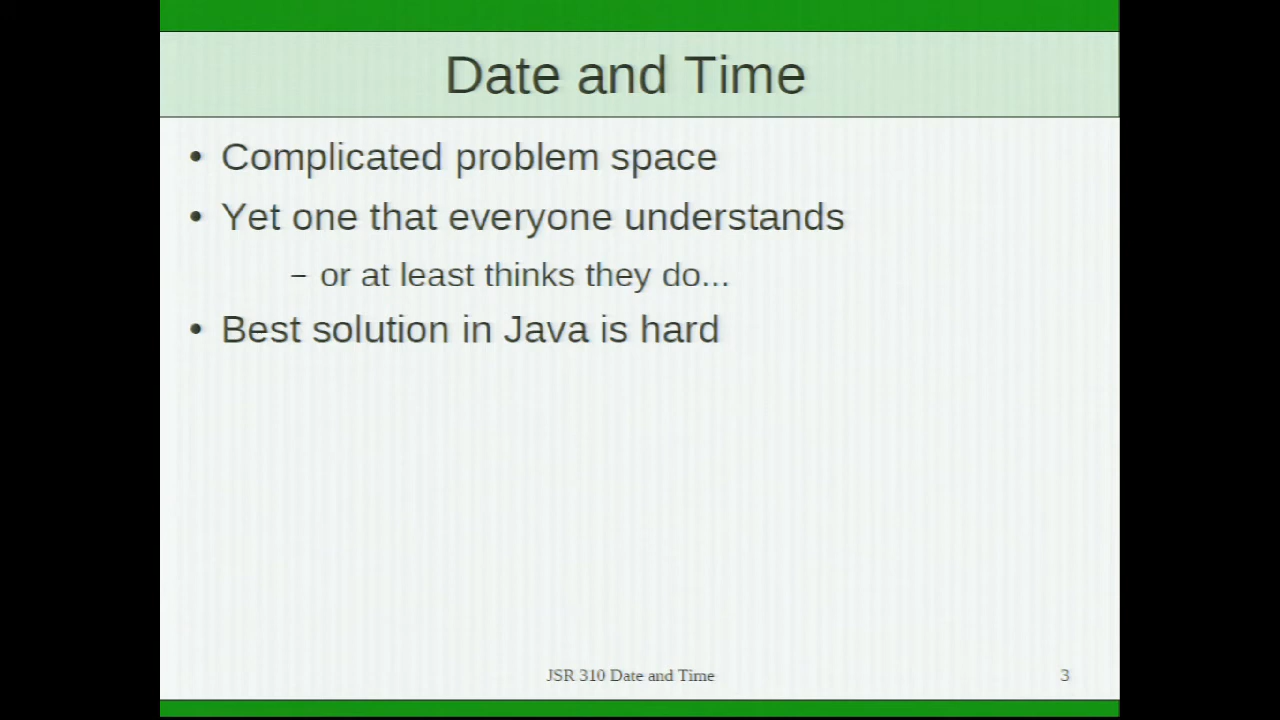 Date and Time
• Complicated problem space
• Yet one that everyone understands
– or at least thinks they do...
• Best solution in Java is hard
JSR 310 Date and Time
3